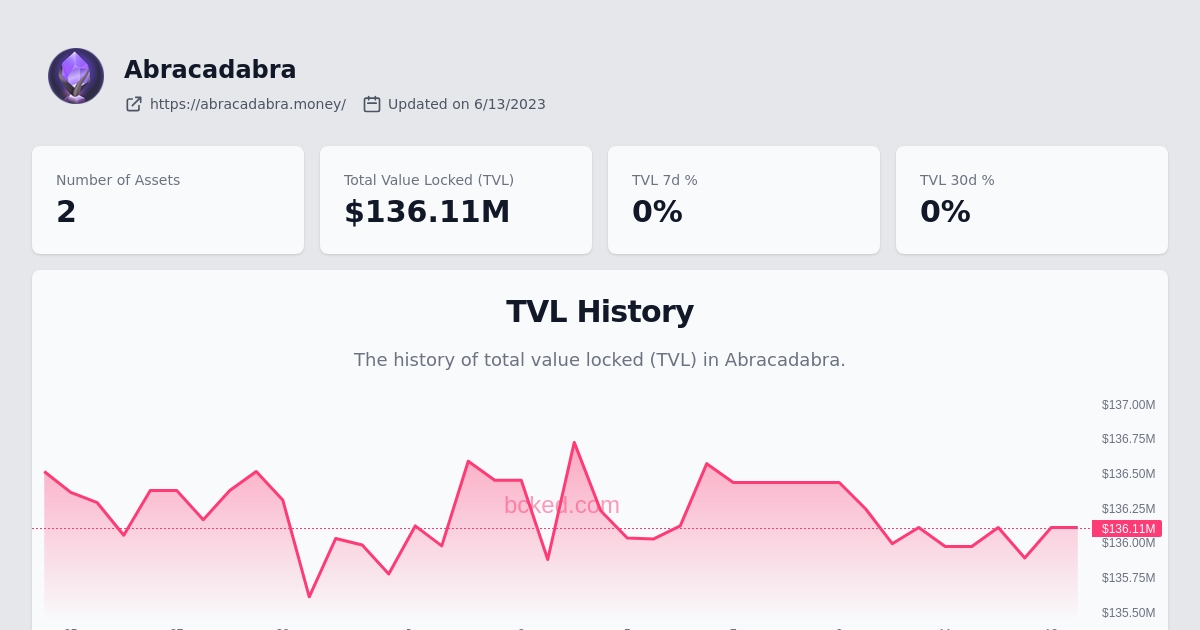 Abracadabra
https://abracadabra.money/ Updated on 6/13/2023
Number of Assets
2
Total Value Locked (TVL)
$136.11M
TVL 7d %
0%
TVL 30d %
0%
TVL History
The history of total value locked (TVL) in Abracadabra.
$137.00M
$136.75M
$136.50M
boked.com
$136.25M
$136.11M
$136.00M
$135.75M
$135.50M